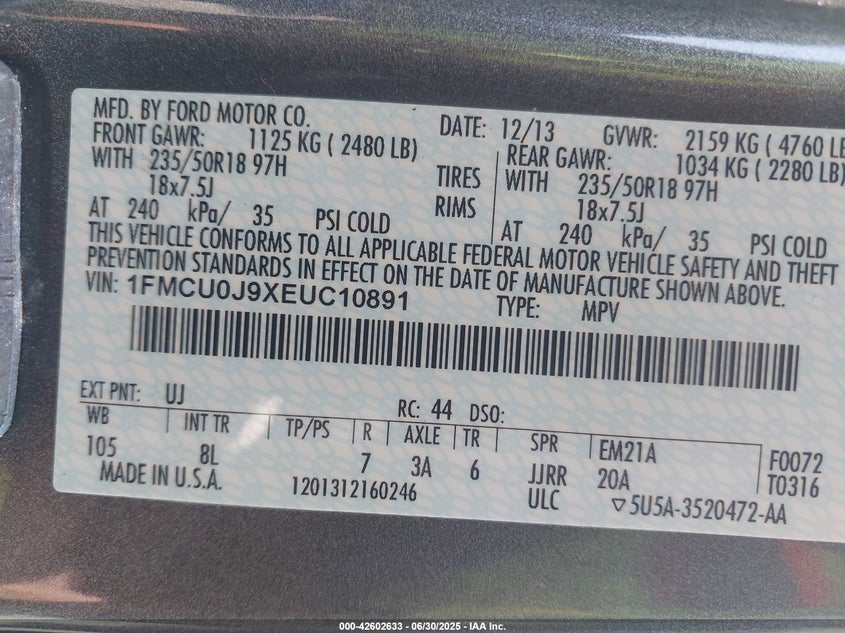 MFD. BY FORD MOTOR CO. DATE: 12/13 GVWR: 2159 KG ( 4760 LB
FRONT GAWR: 1125 KG ( 2480 LB) REAR GAWR: 1034 KG ( 2280 LB)
WITH 235/50R18 97H TIRES WITH 235/50R18 97H
18x7.5J RIMS 18x7.5J
AT 240 kPa/ 35 PSI COLD AT 240 kPa/ 35 PSI COLD
THIS VEHICLE CONFORMS TO ALL APPLICABLE FEDERAL MOTOR VEHICLE SAFETY AND THEFT
PREVENTION STANDARDS IN EFFECT ON THE DATE OF MANUFACTURE SHOWN ABOVE.
VIN: 1FMCU0J9XEUC10891 TYPE: MPV
EXT PNT: UJ RC: 44 DSO:
WB INT TR TP/PS R AXLE TR SPR EM21A F0072
105 8L 7 3A 6 JJRR 20A T0316
MADE IN U.S.A. 1201312160246 ULC ▽5U5A-3520472-AA
000-42602633 - 06/30/2025 - IAA Inc.